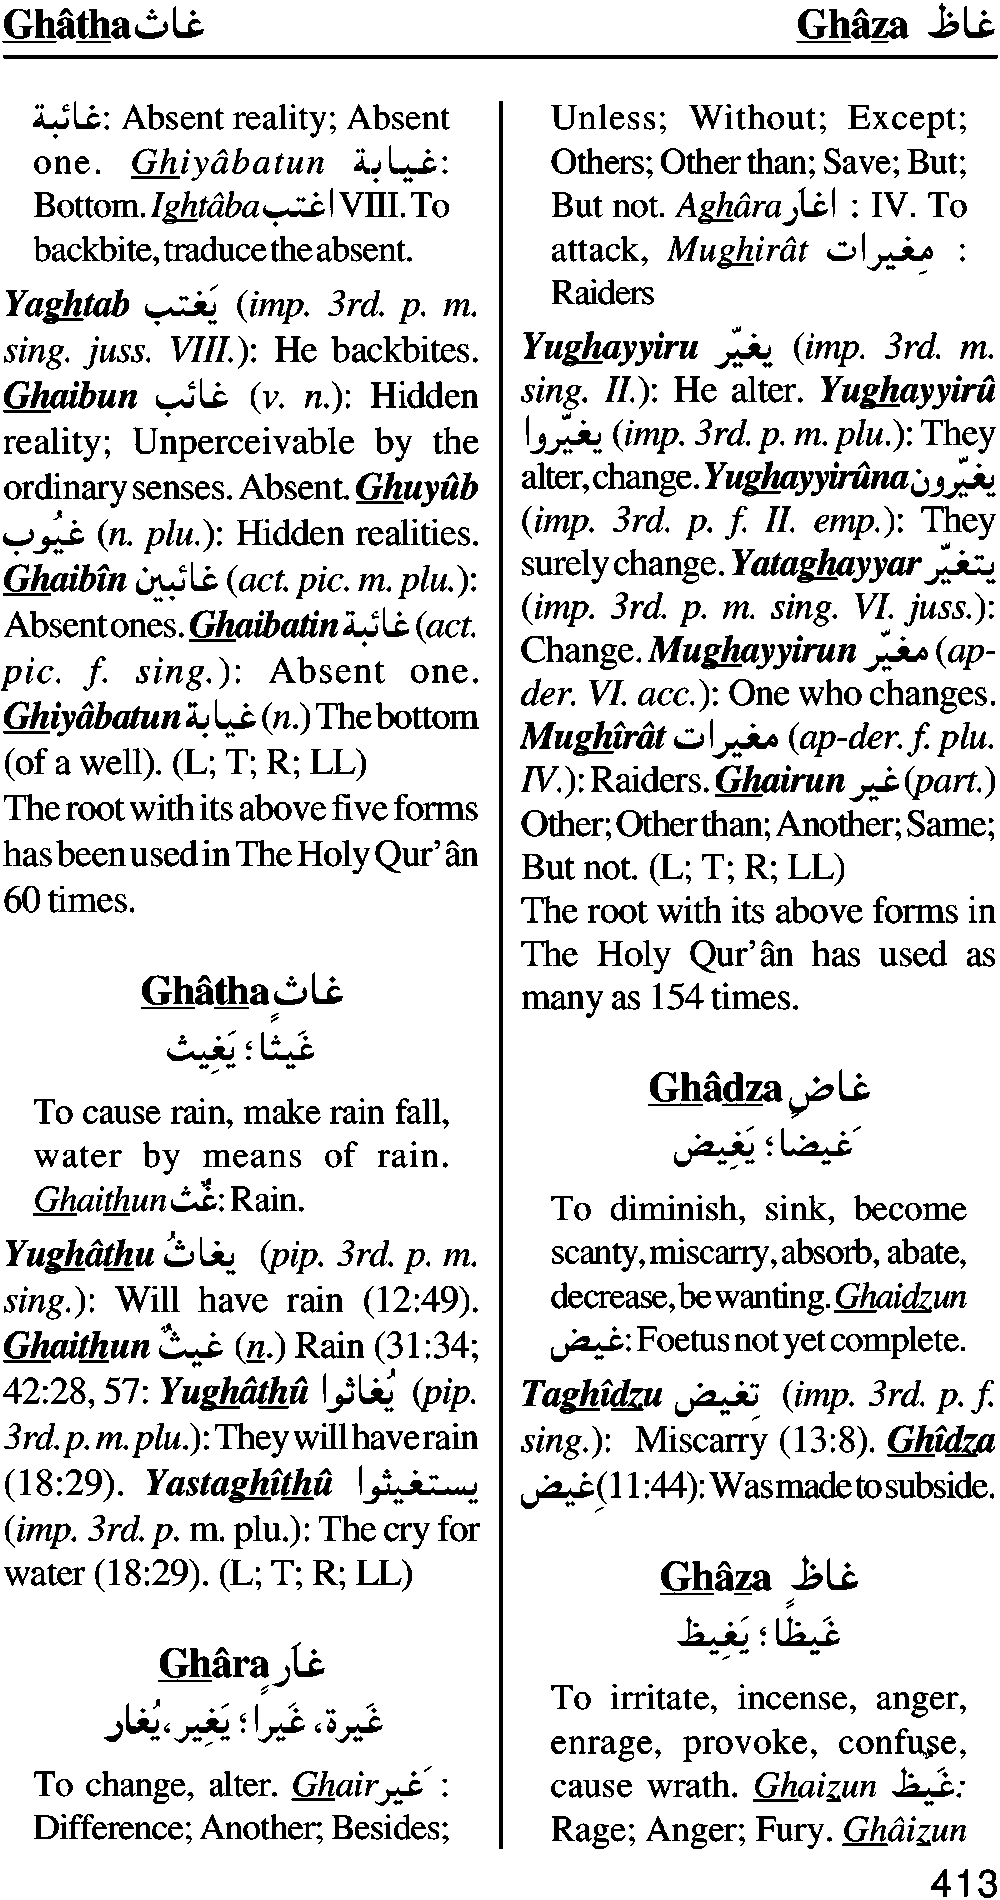 Ghâtha غاث
Ghâza غاظ
غائبة: Absent reality; Absent
one. Ghiyâbatun غيابة:
Bottom. Ightâba اغتب VIII. To
backbite, traduce the absent.
Yaghtab يَغتب (imp. 3rd. p. m.
sing. juss. VIII.): He backbites.
Ghaibun غائب (v. n.): Hidden
reality; Unperceivable by the
ordinary senses. Absent. Ghuyûb
غيُوب (n. plu.): Hidden realities.
Ghaibîn غائبين (act. pic. m. plu.):
Absent ones. Ghaibatin غائبة (act.
pic. f. sing.): Absent one.
Ghiyâbatun غيابة (n.) The bottom
(of a well). (L; T; R; LL)
The root with its above five forms
has been used in The Holy Qur'ân
60 times.
Ghâtha غاث
غَيثًا؛ يَغِيث
To cause rain, make rain fall,
water by means of rain.
Ghaithun غٌث: Rain.
Yughâthu يغاثُ (pip. 3rd. p. m.
sing.): Will have rain (12:49).
Ghaithun غيثٌ (n.) Rain (31:34;
42:28, 57: Yughâthû يُغاثوا (pip.
3rd. p. m. plu.): They will have rain
(18:29). Yastaghîthû يستغيثوا
(imp. 3rd. p. m. plu.): The cry for
water (18:29). (L; T; R; LL)
Ghâra غَارٍ
غَيرة، غَيرا؛ يَغِير، يُغار
To change, alter. Ghair غَير :
Difference; Another; Besides;
Unless; Without; Except;
Others; Other than; Save; But;
But not. Aghâra اغار : IV. To
attack, Mughirât مِغيرات :
Raiders
Yughayyiru يغيّر (imp. 3rd. m.
sing. II.): He alter. Yughayyirû
يغيّروا (imp. 3rd. p. m. plu.): They
alter, change. Yughayyirûna يغيّرون
(imp. 3rd. p. f. II. emp.): They
surely change. Yataghayyar يتغيّر
(imp. 3rd. p. m. sing. VI. juss.):
Change. Mughayyirun مغيّر (ap-
der. VI. acc.): One who changes.
Mughîrât مغيرات (ap-der. f. plu.
IV.): Raiders. Ghairun غير (part.)
Other; Other than; Another; Same;
But not. (L; T; R; LL)
The root with its above forms in
The Holy Qur'ân has used as
many as 154 times.
Ghâdza غاضٍ
غَيضا؛ يَغِيض
To diminish, sink, become
scanty, miscarry, absorb, abate,
decrease, be wanting. Ghaidzun
غيض: Foetus not yet complete.
Taghîdzu تِغيض (imp. 3rd. p. f.
sing.): Miscarry (13:8). Ghîdza
غِيض (11:44): Was made to subside.
Ghâza غاظ
غَيظًا؛ يَغِيظ
To irritate, incense, anger,
enrage, provoke, confuse,
cause wrath. Ghaizun غَيظ:
Rage; Anger; Fury. Ghâizun
413